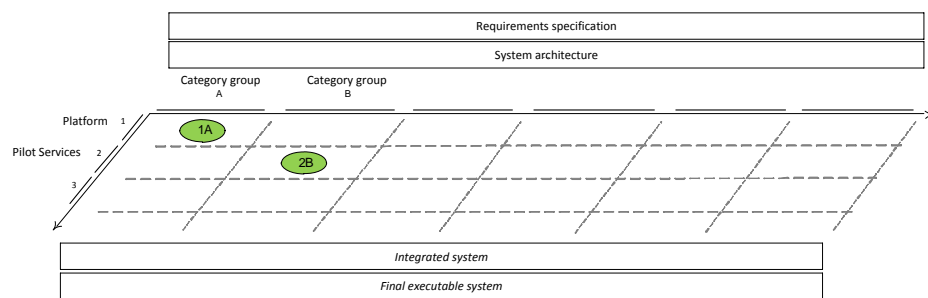 Requirements specification
System architecture
Category group
A
Category group
B
Platform 1
1A
Pilot Services 2
2B
3
Integrated system
Final executable system